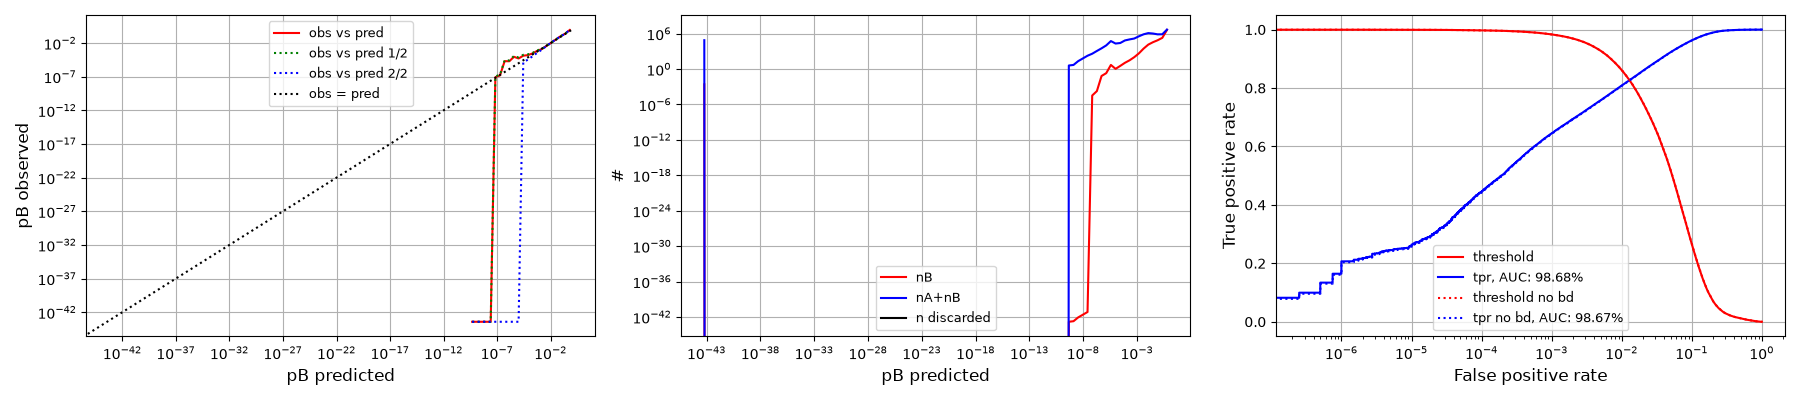 pB observed
10⁻²
10⁻⁷
10⁻¹²
10⁻¹⁷
10⁻²²
10⁻²⁷
10⁻³²
10⁻³⁷
10⁻⁴²
obs vs pred
obs vs pred 1/2
obs vs pred 2/2
obs = pred
10⁻⁴² 10⁻³⁷ 10⁻³² 10⁻²⁷ 10⁻²² 10⁻¹⁷ 10⁻¹² 10⁻⁷ 10⁻²
pB predicted
#
10⁶
10⁰
10⁻⁶
10⁻¹²
10⁻¹⁸
10⁻²⁴
10⁻³⁰
10⁻³⁶
10⁻⁴²
nB
nA+nB
n discarded
10⁻⁴³ 10⁻³⁸ 10⁻³³ 10⁻²⁸ 10⁻²³ 10⁻¹⁸ 10⁻¹³ 10⁻⁸ 10⁻³
pB predicted
True positive rate
1.0
0.8
0.6
0.4
0.2
0.0
threshold
tpr, AUC: 98.68%
threshold no bd
tpr no bd, AUC: 98.67%
10⁻⁶ 10⁻⁵ 10⁻⁴ 10⁻³ 10⁻² 10⁻¹ 10⁰
False positive rate